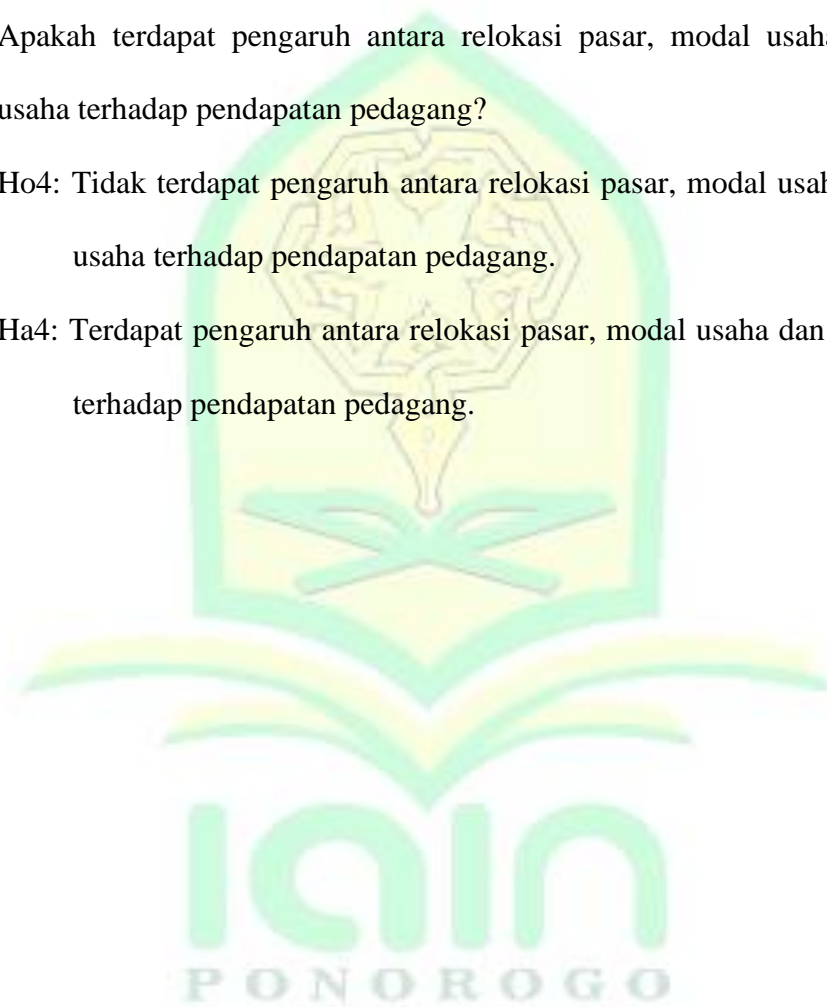 Apakah terdapat pengaruh antara relokasi pasar, modal usaha
usaha terhadap pendapatan pedagang?
Ho4: Tidak terdapat pengaruh antara relokasi pasar, modal usah
usaha terhadap pendapatan pedagang.
Ha4: Terdapat pengaruh antara relokasi pasar, modal usaha dan
terhadap pendapatan pedagang.
IAIN
PONOROGO